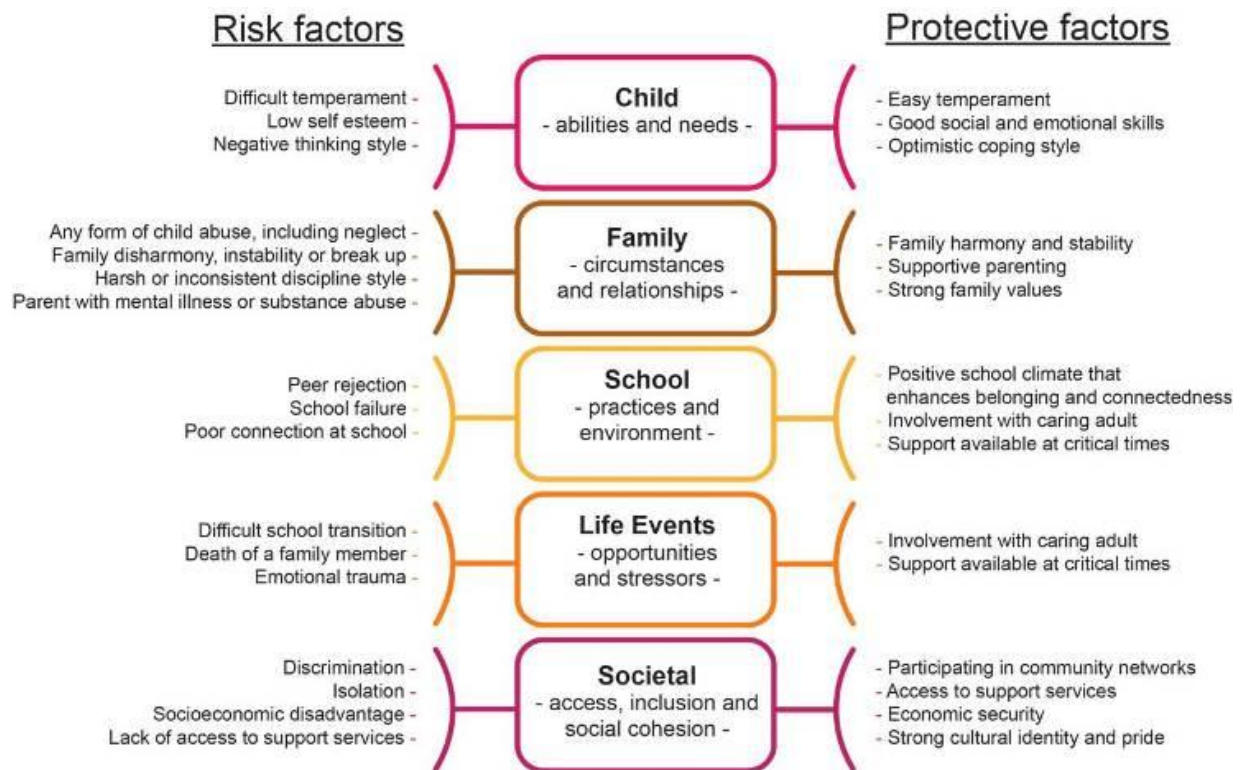 Risk factors
Protective factors
Difficult temperament -
Low self esteem -
Negative thinking style -
Child
- abilities and needs -
- Easy temperament
- Good social and emotional skills
- Optimistic coping style
Any form of child abuse, including neglect -
Family disharmony, instability or break up -
Harsh or inconsistent discipline style -
Parent with mental illness or substance abuse -
Family
- circumstances
and relationships -
- Family harmony and stability
- Supportive parenting
- Strong family values
Peer rejection -
School failure -
Poor connection at school -
School
- practices and
environment -
- Positive school climate that
enhances belonging and connectedness
- Involvement with caring adult
- Support available at critical times
Difficult school transition -
Death of a family member -
Emotional trauma -
Life Events
- opportunities
and stressors -
- Involvement with caring adult
- Support available at critical times
Discrimination -
Isolation -
Socioeconomic disadvantage -
Lack of access to support services -
Societal
- access, inclusion and
social cohesion -
- Participating in community networks
- Access to support services
- Economic security
- Strong cultural identity and pride